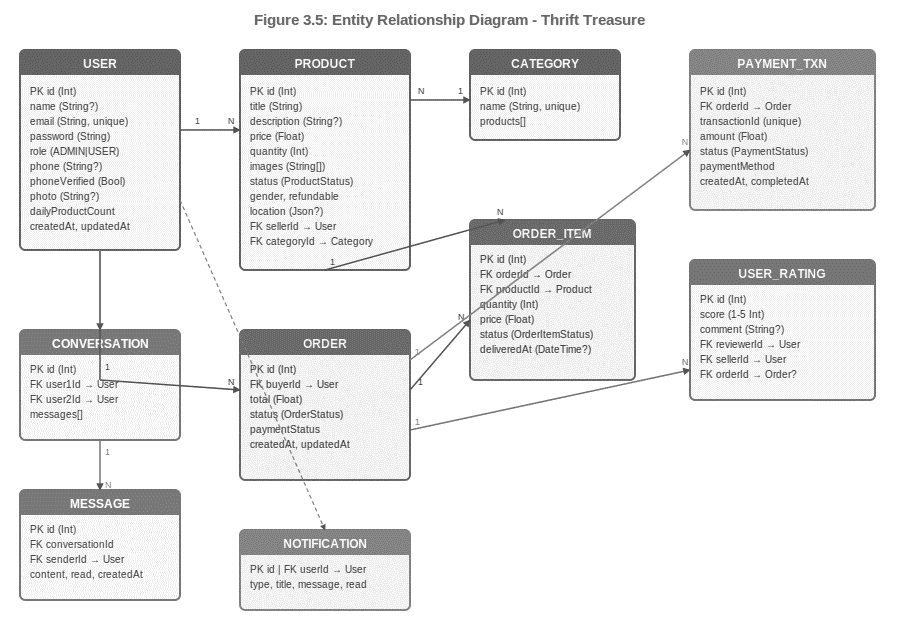 Figure 3.5: Entity Relationship Diagram - Thrift Treasure
USER
PK id (Int)
name (String?)
email (String, unique)
password (String)
role (ADMIN|USER)
phone (String?)
phoneVerified (Bool)
photo (String?)
dailyProductCount
createdAt, updatedAt
1
N
PRODUCT
PK id (Int)
title (String)
description (String?)
price (Float)
quantity (Int)
images (String[])
status (ProductStatus)
gender, refundable
location (Json?)
FK sellerId → User
FK categoryId → Category
1
N
1
CATEGORY
PK id (Int)
name (String, unique)
products[]
PAYMENT_TXN
PK id (Int)
FK orderId → Order
transactionId (unique)
amount (Float)
status (PaymentStatus)
paymentMethod
createdAt, completedAt
N
N
ORDER_ITEM
PK id (Int)
FK orderId → Order
FK productId → Product
quantity (Int)
price (Float)
status (OrderItemStatus)
deliveredAt (DateTime?)
N
USER_RATING
PK id (Int)
score (1-5 Int)
comment (String?)
FK reviewerId → User
FK sellerId → User
FK orderId → Order?
N
CONVERSATION
PK id (Int)
FK user1Id → User
FK user2Id → User
messages[]
1
N
ORDER
PK id (Int)
FK buyerId → User
total (Float)
status (OrderStatus)
paymentStatus
createdAt, updatedAt
1
1
1
1
N
MESSAGE
PK id (Int)
FK conversationId
FK senderId → User
content, read, createdAt
NOTIFICATION
PK id | FK userId → User
type, title, message, read